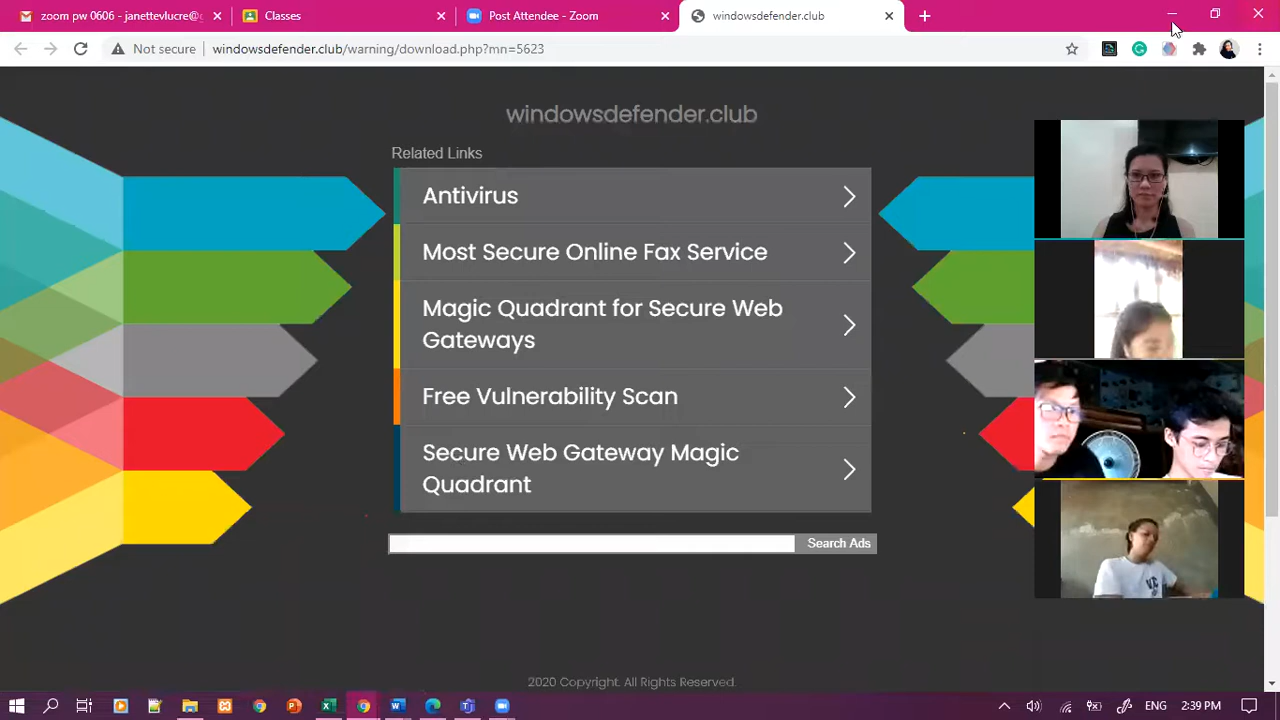 zoom pw 0606 - janettevlucre@g
Classes
Post Attendee - Zoom
windowsdefender.club
Not secure
windowsdefender.club/warning/download.php?mn=5623
windowsdefender.club
Related Links
Antivirus
Most Secure Online Fax Service
Magic Quadrant for Secure Web
Gateways
Free Vulnerability Scan
Secure Web Gateway Magic
Quadrant
Search Ads
2020 Copyright. All Rights Reserved.
ENG
2:39 PM